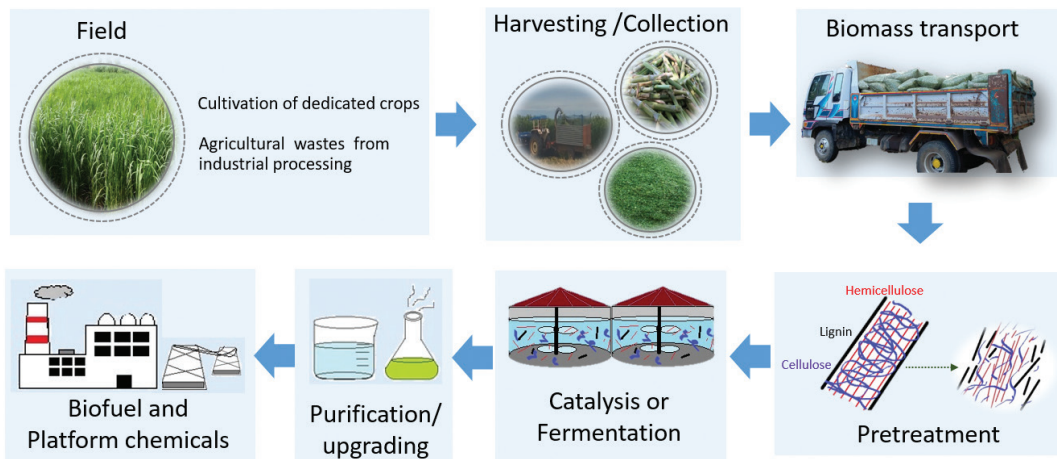 Field
Cultivation of dedicated crops
Agricultural wastes from
industrial processing
Harvesting /Collection
Biomass transport
Hemicellulose
Lignin
Cellulose
Pretreatment
Catalysis or
Fermentation
Purification/
upgrading
Biofuel and
Platform chemicals